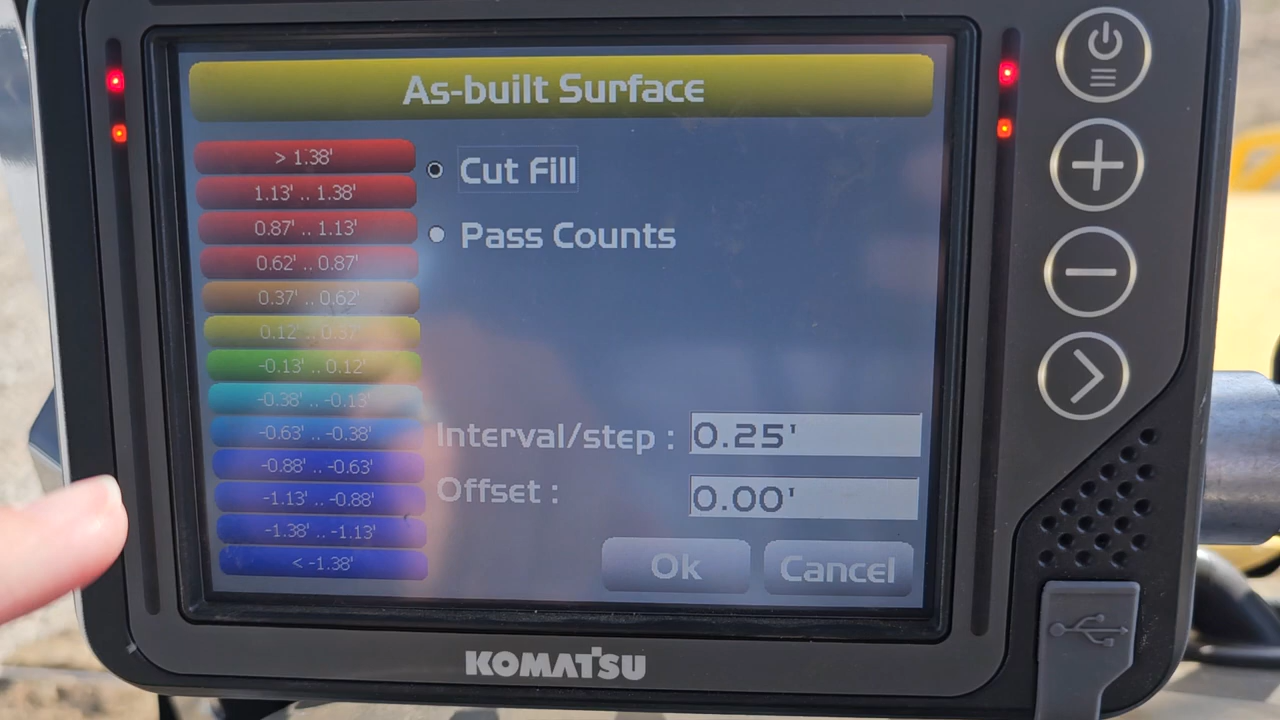 As-built Surface
> 1.38'
1.13' .. 1.38'
0.87' .. 1.13'
0.62' .. 0.87'
0.37' .. 0.62'
0.12' .. 0.37'
-0.13' .. 0.12'
-0.38' .. -0.13'
-0.63' .. -0.38'
-0.88' .. -0.63'
-1.13' .. -0.88'
-1.38' .. -1.13'
< -1.38'
Cut Fill
Pass Counts
Interval/step : 0.25'
Offset : 0.00'
Ok Cancel
KOMATSU